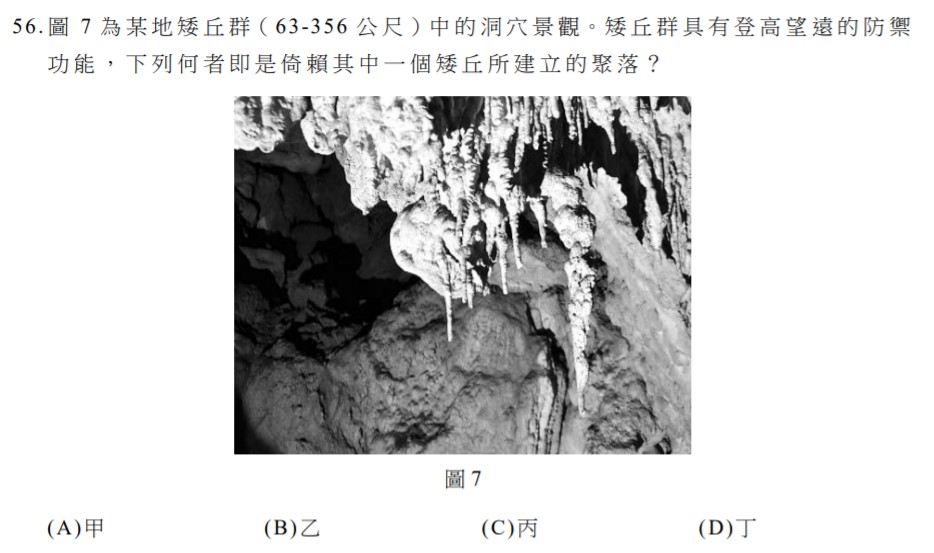 56.圖 7 為某地矮丘群（63-356 公尺）中的洞穴景觀。矮丘群具有登高望遠的防禦
功能，下列何者即是倚賴其中一個矮丘所建立的聚落？
圖 7
(A)甲 (B)乙 (C)丙 (D)丁